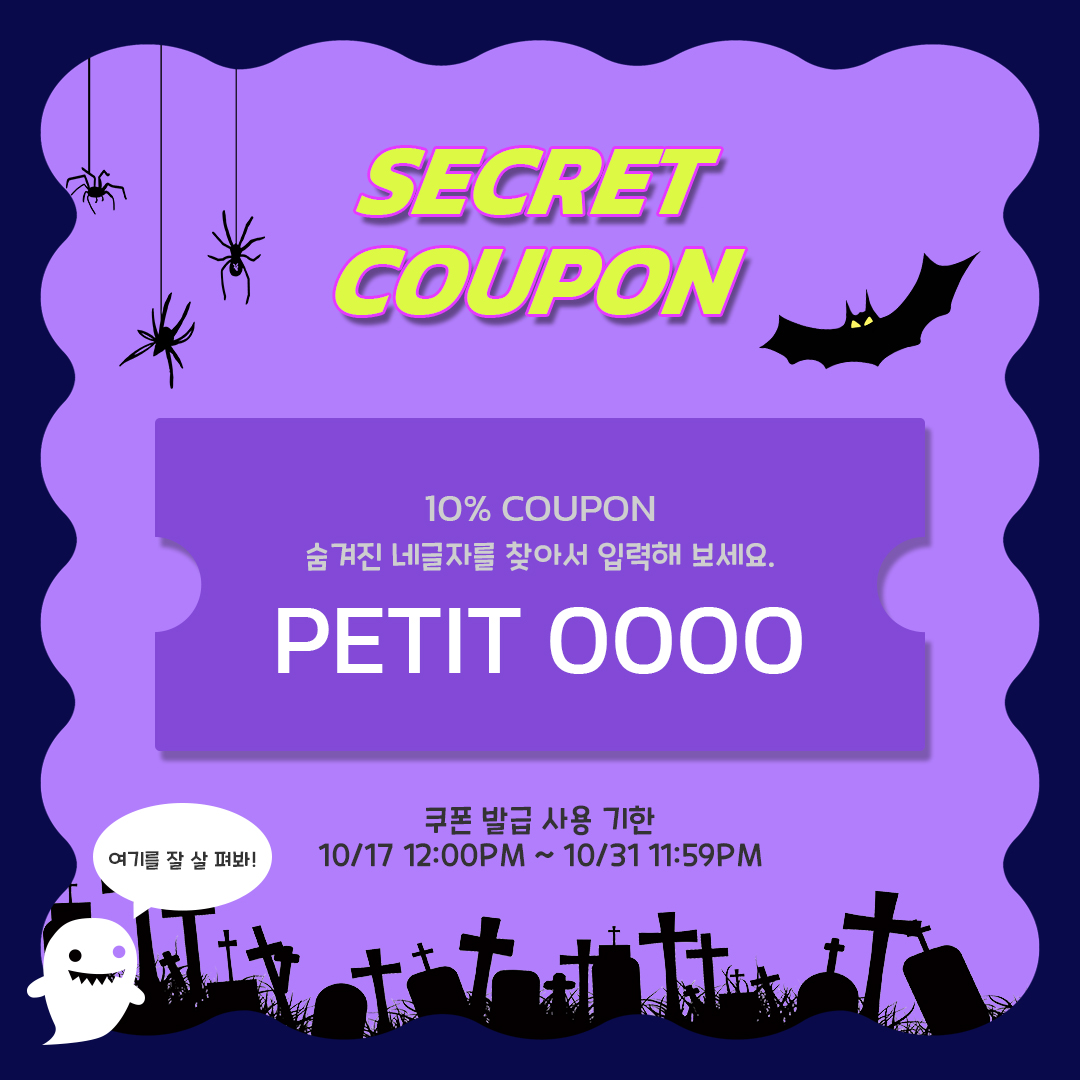 SECRET
COUPON
10% COUPON
숨겨진 네글자를 찾아서 입력해 보세요.
PETIT OOOO
쿠폰 발급 사용 기한
10/17 12:00PM ~ 10/31 11:59PM
여기를 잘 살 펴봐!